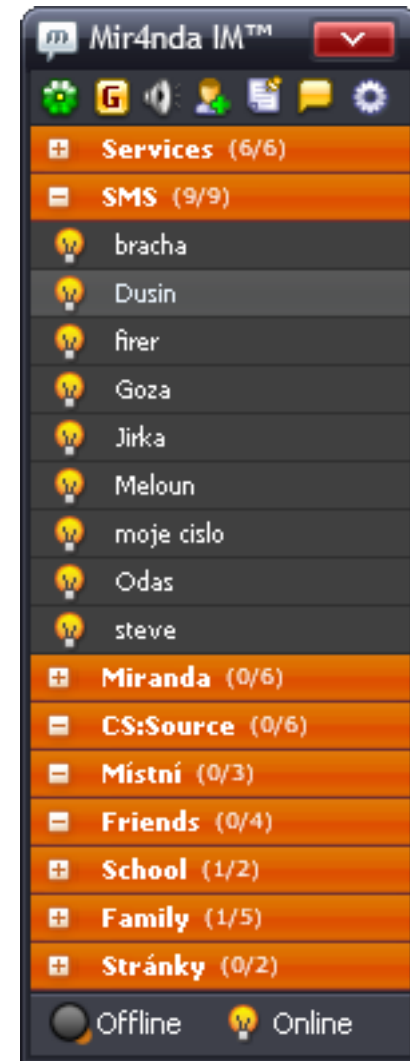 Mir4nda IM™
G
Services (6/6)
SMS (9/9)
bracha
Dusin
firer
Goza
Jirka
Meloun
moje cislo
Odas
steve
Miranda (0/6)
CS:Source (0/6)
Místní (0/3)
Friends (0/4)
School (1/2)
Family (1/5)
Stránky (0/2)
Offline Online